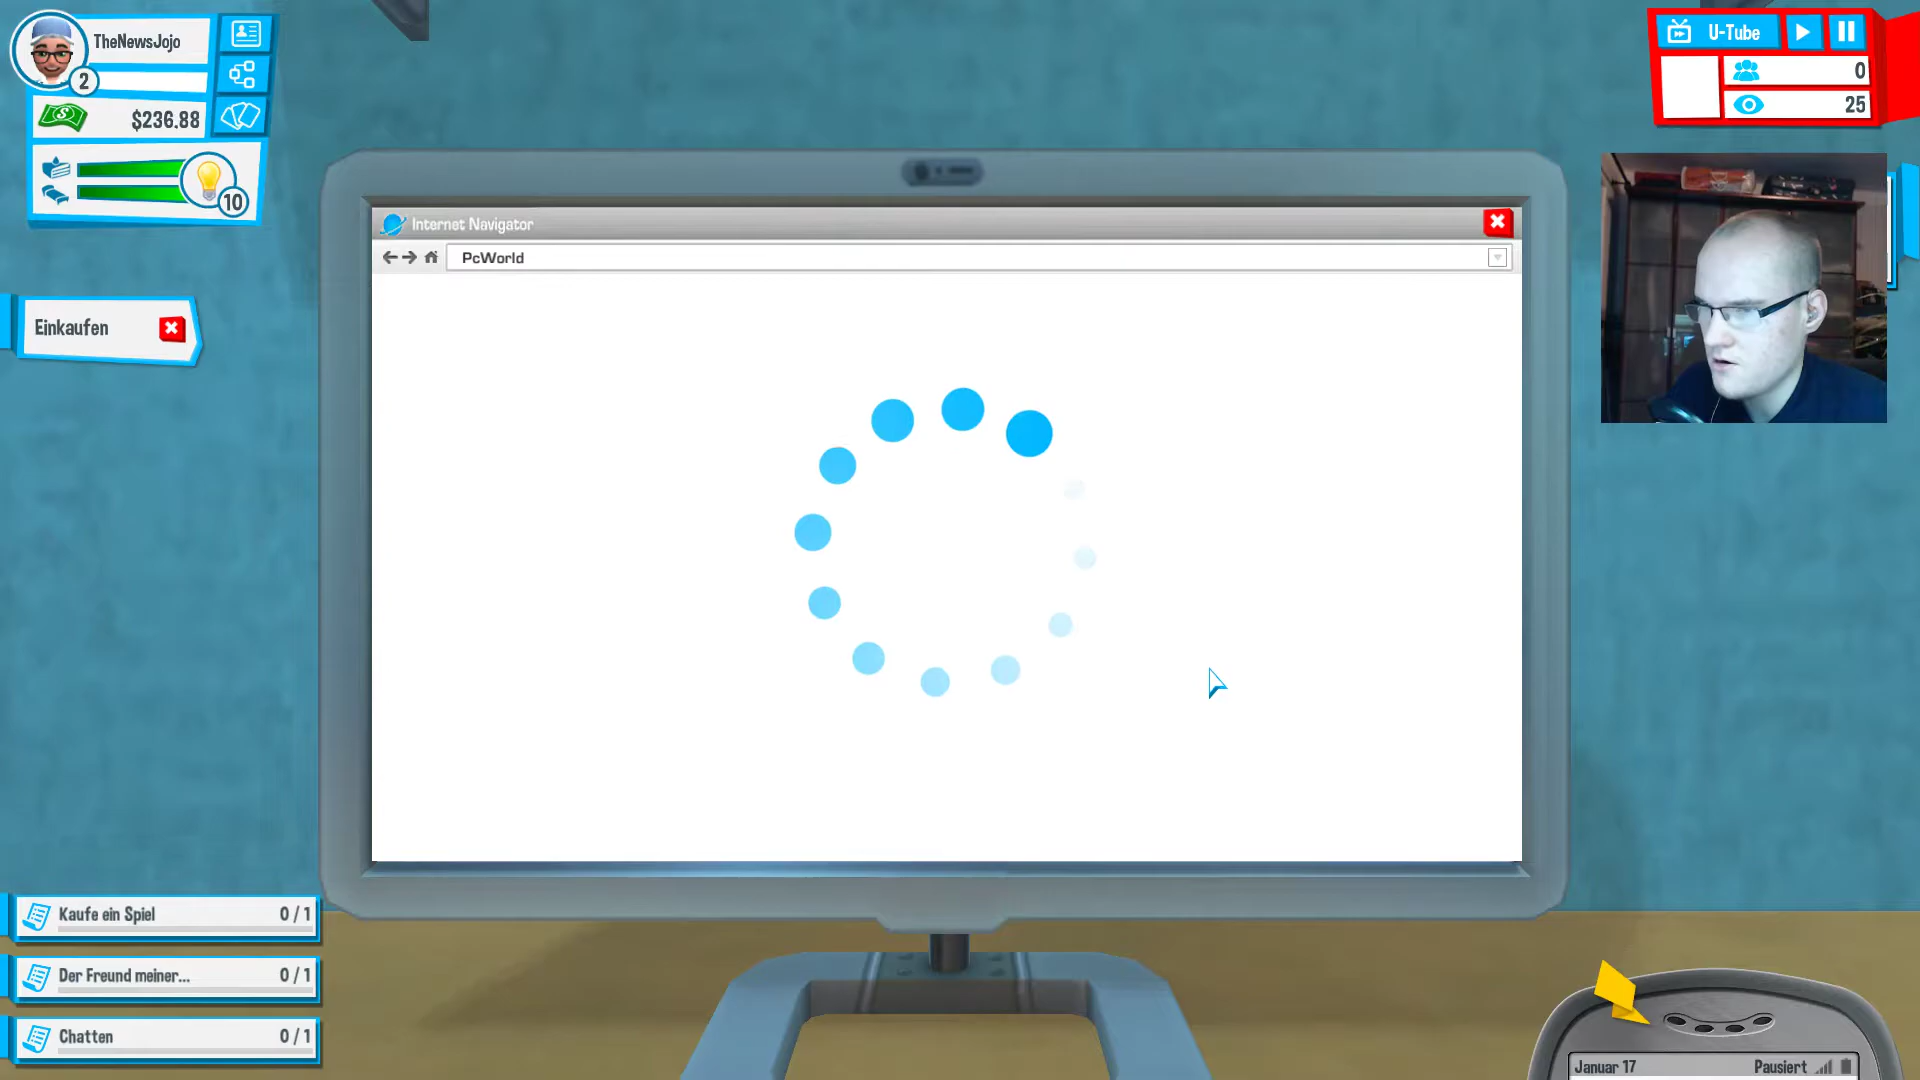 TheNewsJojo
2
$236.88
10
U-Tube
0
25
Internet Navigator
PcWorld
Einkaufen
Kaufe ein Spiel 0 / 1
Der Freund meiner... 0 / 1
Chatten 0 / 1
Januar 17 Pausiert